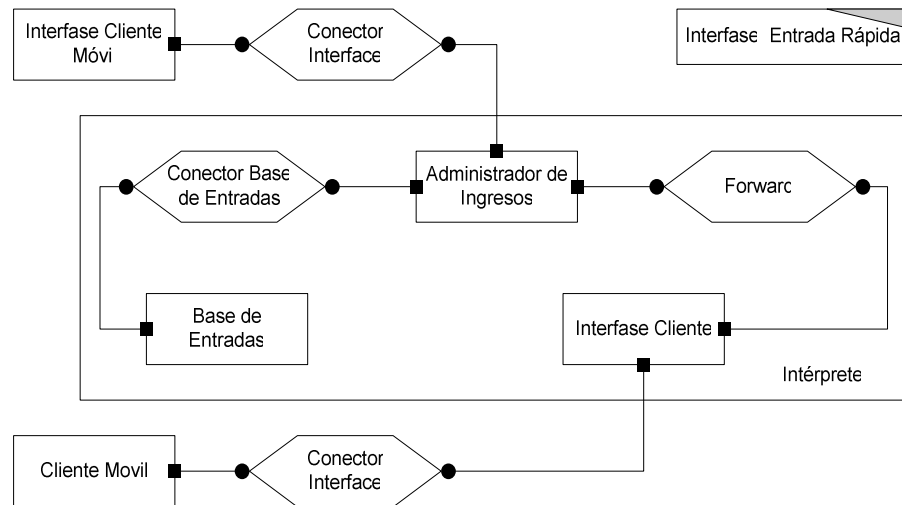 Interfase Cliente
Móvi
Conector
Interface
Interfase Entrada Rápida
Conector Base
de Entradas
Administrador de
Ingresos
Forward
Base de
Entradas
Interfase Cliente
Intérprete
Cliente Movil
Conector
Interface